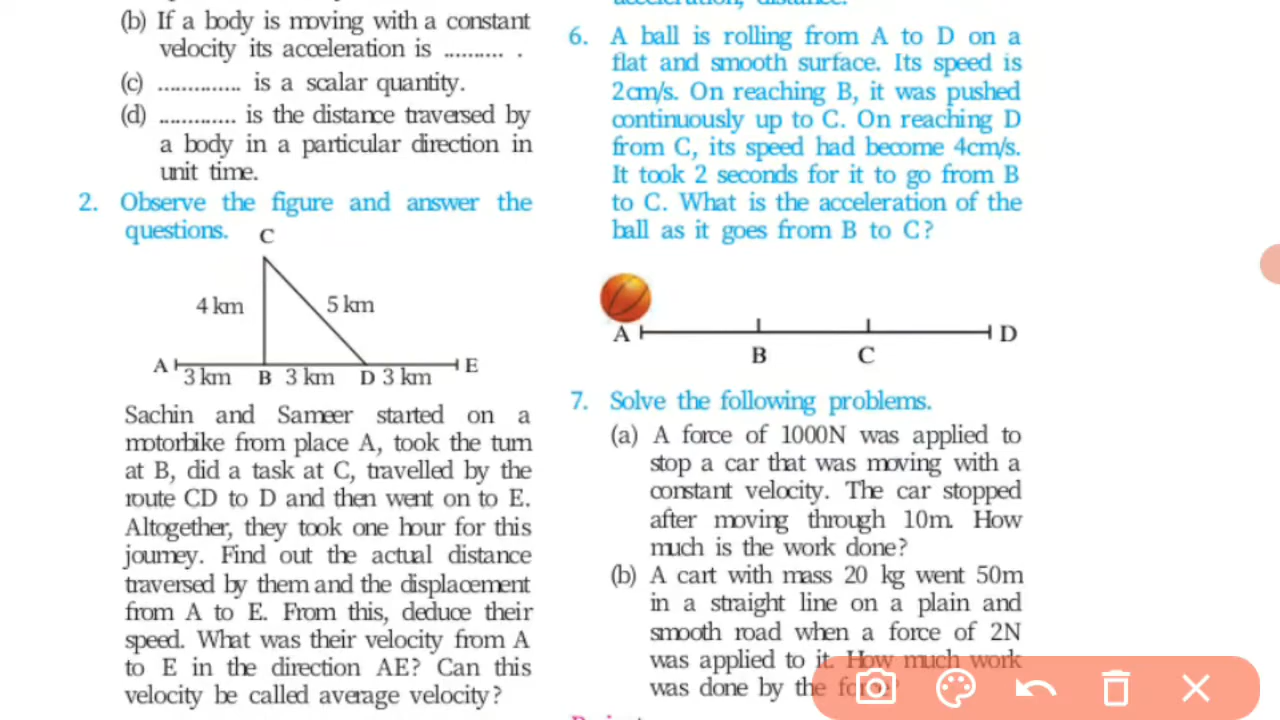 (b) If a body is moving with a constant
velocity its acceleration is .......... .
(c) .............. is a scalar quantity.
(d) ............. is the distance traversed by
a body in a particular direction in
unit time.
2. Observe the figure and answer the
questions.
C
4 km
5 km
A
E
3 km B 3 km D 3 km
Sachin and Sameer started on a
motorbike from place A, took the turn
at B, did a task at C, travelled by the
route CD to D and then went on to E.
Altogether, they took one hour for this
journey. Find out the actual distance
traversed by them and the displacement
from A to E. From this, deduce their
speed. What was their velocity from A
to E in the direction AE? Can this
velocity be called average velocity?
acceleration, distance.
6. A ball is rolling from A to D on a
flat and smooth surface. Its speed is
2cm/s. On reaching B, it was pushed
continuously up to C. On reaching D
from C, its speed had become 4cm/s.
It took 2 seconds for it to go from B
to C. What is the acceleration of the
ball as it goes from B to C?
A
D
B
C
7. Solve the following problems.
(a) A force of 1000N was applied to
stop a car that was moving with a
constant velocity. The car stopped
after moving through 10m. How
much is the work done?
(b) A cart with mass 20 kg went 50m
in a straight line on a plain and
smooth road when a force of 2N
was applied to it. How much work
was done by the force?